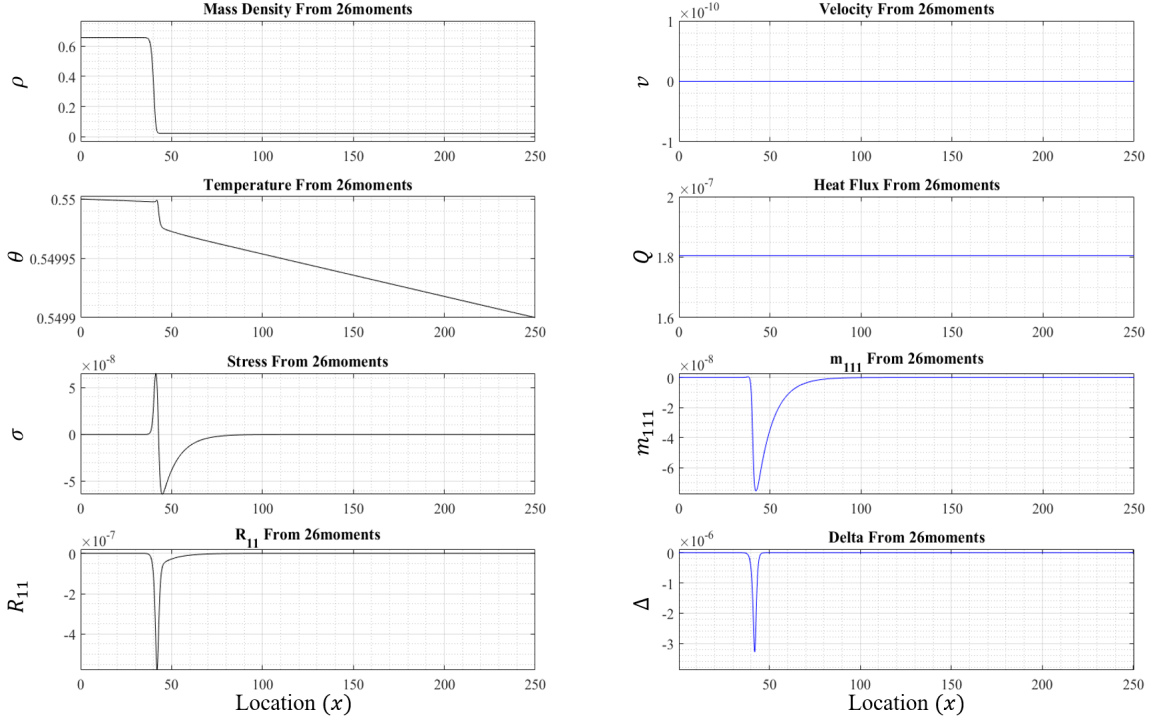 Mass Density From 26moments
ρ
0.6
0.4
0.2
0
0 50 100 150 200 250
Velocity From 26moments
×10⁻¹⁰
v
1
0
-1
0 50 100 150 200 250
Temperature From 26moments
θ
0.55
0.54995
0.5499
0 50 100 150 200 250
Heat Flux From 26moments
×10⁻⁷
Q
2
1.8
1.6
0 50 100 150 200 250
Stress From 26moments
×10⁻⁸
σ
5
0
-5
0 50 100 150 200 250
m₁₁₁ From 26moments
×10⁻⁸
m₁₁₁
0
-2
-4
-6
0 50 100 150 200 250
R₁₁ From 26moments
×10⁻⁷
R₁₁
0
-2
-4
0 50 100 150 200 250
Location (x)
Delta From 26moments
×10⁻⁶
Δ
0
-1
-2
-3
50 100 150 200 250
Location (x)